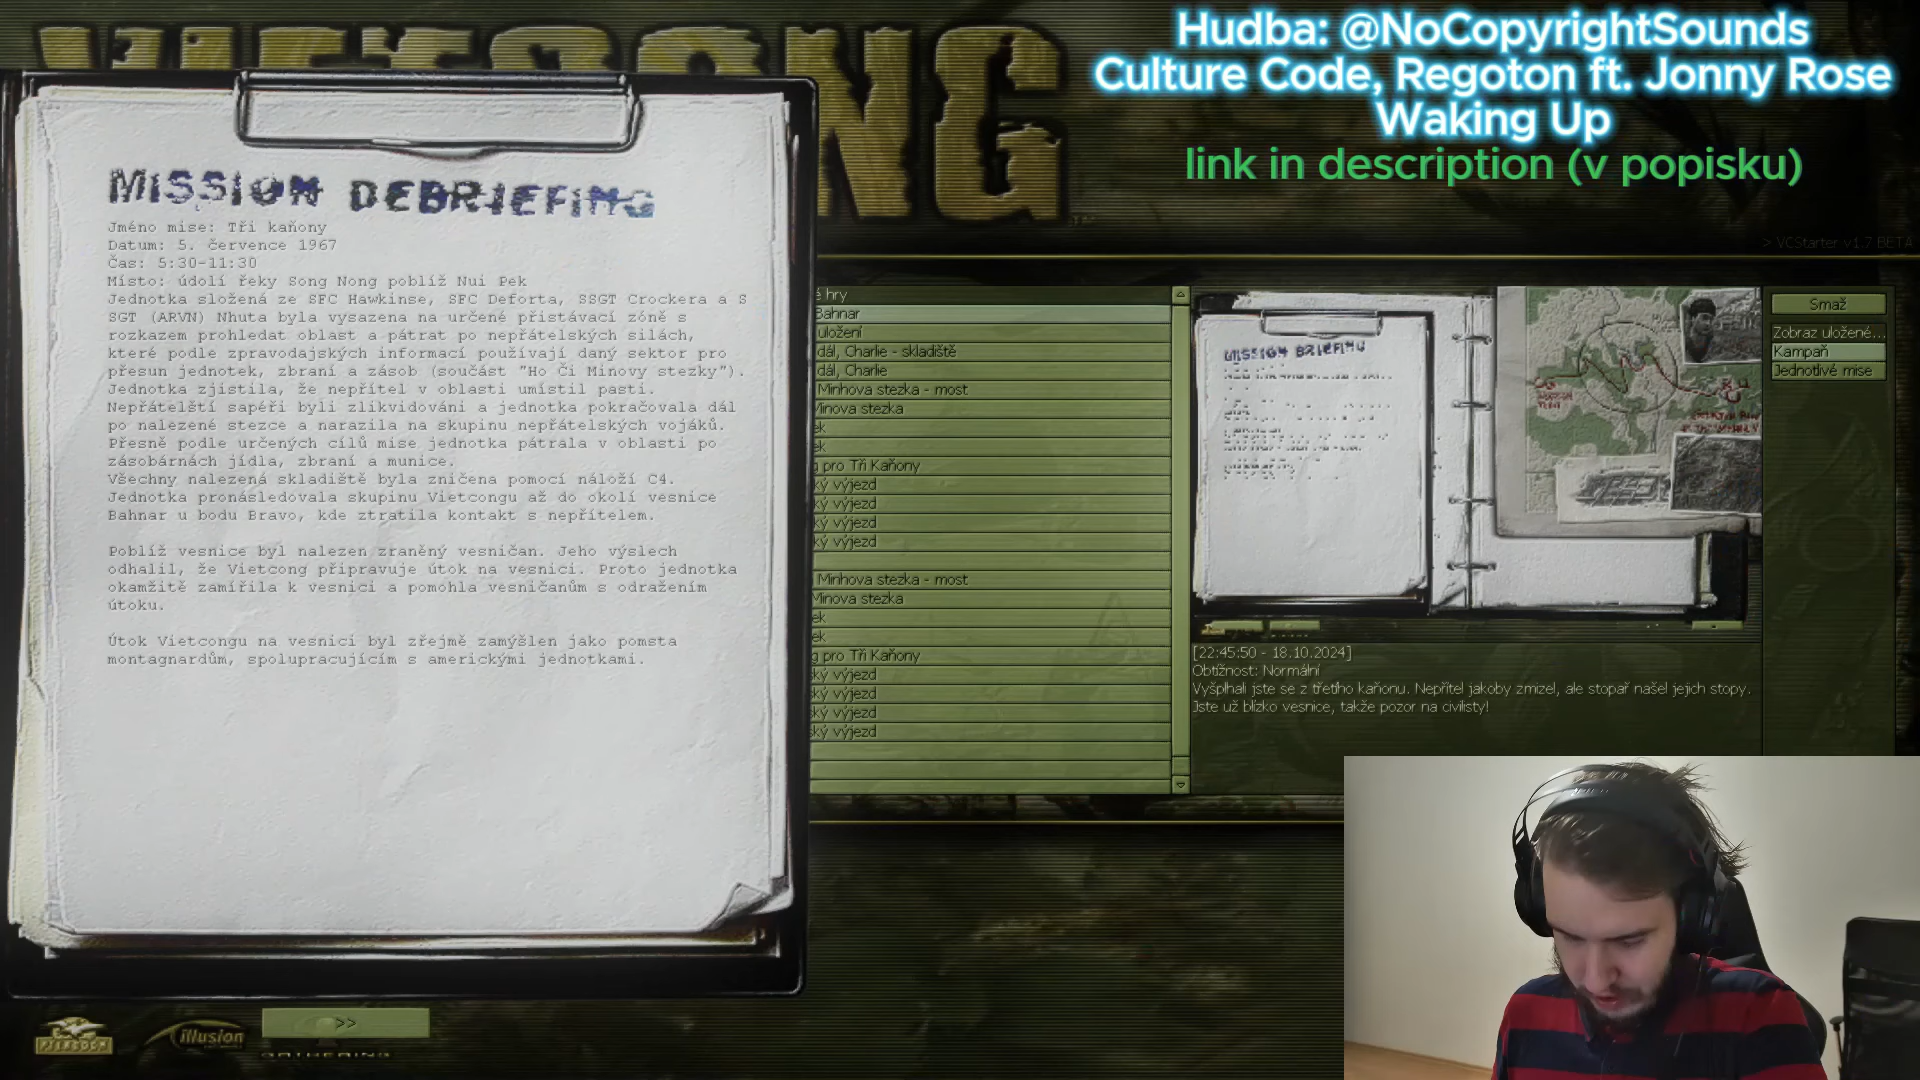 Hudba: @NoCopyrightSounds
Culture Code, Regoton ft. Jonny Rose
Waking Up
link in description (v popisku)
> VCStarter v1.7 BETA
MISSION DEBRIEFING
Jméno mise: Tři kaňony
Datum: 5. července 1967
Čas: 5:30-11:30
Místo: údolí řeky Song Nong poblíž Nui Pek
Jednotka složená ze SFC Hawkinse, SFC Deforta, SSGT Crockera a S
SGT (ARVN) Nhuta byla vysazena na určené přistávací zóně s
rozkazem prohledat oblast a pátrat po nepřátelských silách,
které podle zpravodajských informací používají daný sektor pro
přesun jednotek, zbraní a zásob (součást "Ho Či Minovy stezky").
Jednotka zjistila, že nepřítel v oblasti umístil pasti.
Nepřátelští sapéři byli zlikvidováni a jednotka pokračovala dál
po nalezené stezce a narazila na skupinu nepřátelských vojáků.
Přesně podle určených cílů mise jednotka pátrala v oblasti po
zásobárnách jídla, zbraní a munice.
Všechny nalezená skladiště byla zničena pomocí náloží C4.
Jednotka pronásledovala skupinu Vietcongu až do okolí vesnice
Bahnar u bodu Bravo, kde ztratila kontakt s nepřítelem.
Poblíž vesnice byl nalezen zraněný vesničan. Jeho výslech
odhalil, že Vietcong připravuje útok na vesnici. Proto jednotka
okamžitě zamířila k vesnici a pomohla vesničanům s odražením
útoku.
Útok Vietcongu na vesnici byl zřejmě zamýšlen jako pomsta
montagnardům, spolupracujícím s americkými jednotkami.
>>
illusion
GATHERING
é hry
Bahnar
uložení
dál, Charlie - skladiště
dál, Charlie
Minhova stezka - most
Minova stezka
ek
ek
g pro Tři Kaňony
ký výjezd
ký výjezd
ký výjezd
ký výjezd
Minhova stezka - most
Minova stezka
ek
ek
g pro Tři Kaňony
ký výjezd
ký výjezd
ký výjezd
ký výjezd
MISSION BRIEFING
[22:45:50 - 18.10.2024]
Obtížnost: Normální
Vyšplhali jste se z třetího kaňonu. Nepřítel jakoby zmizel, ale stopař našel jejich stopy.
Jste už blízko vesnice, takže pozor na civilisty!
Smaž
Zobraz uložené...
Kampaň
Jednotlivé mise